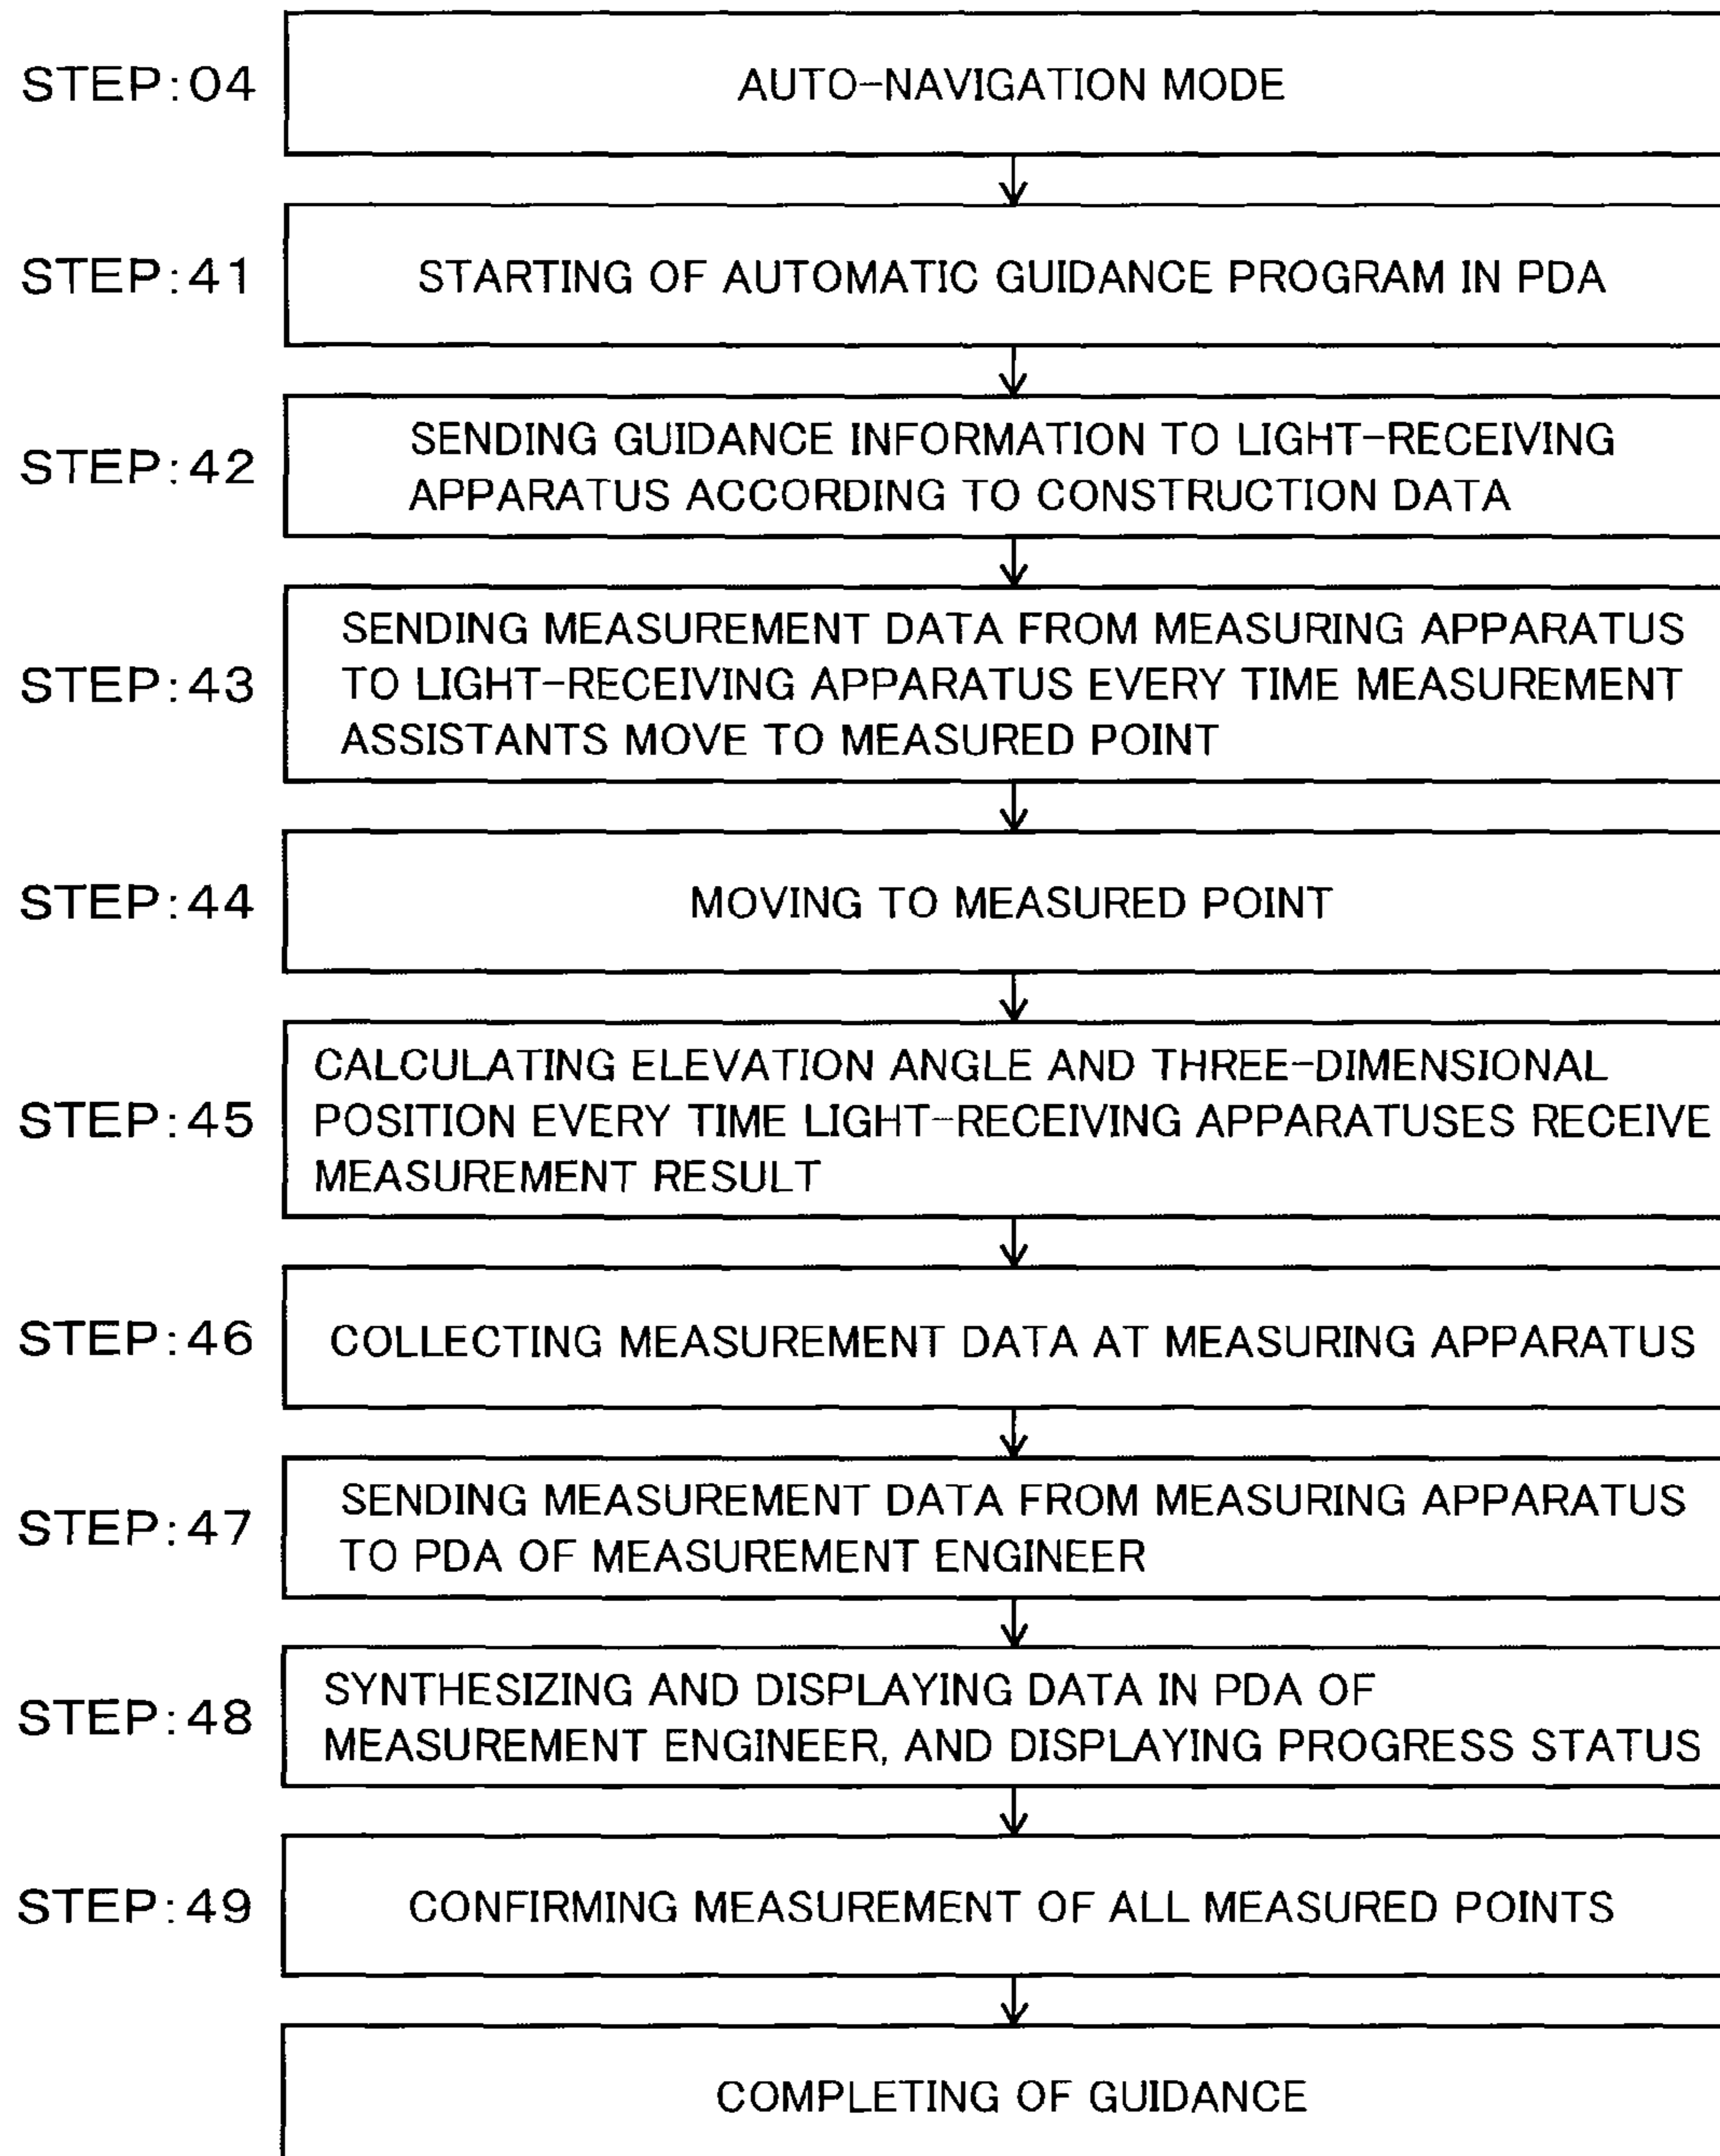 STEP:04
AUTO-NAVIGATION MODE
STEP:41
STARTING OF AUTOMATIC GUIDANCE PROGRAM IN PDA
STEP:42
SENDING GUIDANCE INFORMATION TO LIGHT-RECEIVING
APPARATUS ACCORDING TO CONSTRUCTION DATA
STEP:43
SENDING MEASUREMENT DATA FROM MEASURING APPARATUS
TO LIGHT-RECEIVING APPARATUS EVERY TIME MEASUREMENT
ASSISTANTS MOVE TO MEASURED POINT
STEP:44
MOVING TO MEASURED POINT
STEP:45
CALCULATING ELEVATION ANGLE AND THREE-DIMENSIONAL
POSITION EVERY TIME LIGHT-RECEIVING APPARATUSES RECEIVE
MEASUREMENT RESULT
STEP:46
COLLECTING MEASUREMENT DATA AT MEASURING APPARATUS
STEP:47
SENDING MEASUREMENT DATA FROM MEASURING APPARATUS
TO PDA OF MEASUREMENT ENGINEER
STEP:48
SYNTHESIZING AND DISPLAYING DATA IN PDA OF
MEASUREMENT ENGINEER, AND DISPLAYING PROGRESS STATUS
STEP:49
CONFIRMING MEASUREMENT OF ALL MEASURED POINTS
COMPLETING OF GUIDANCE